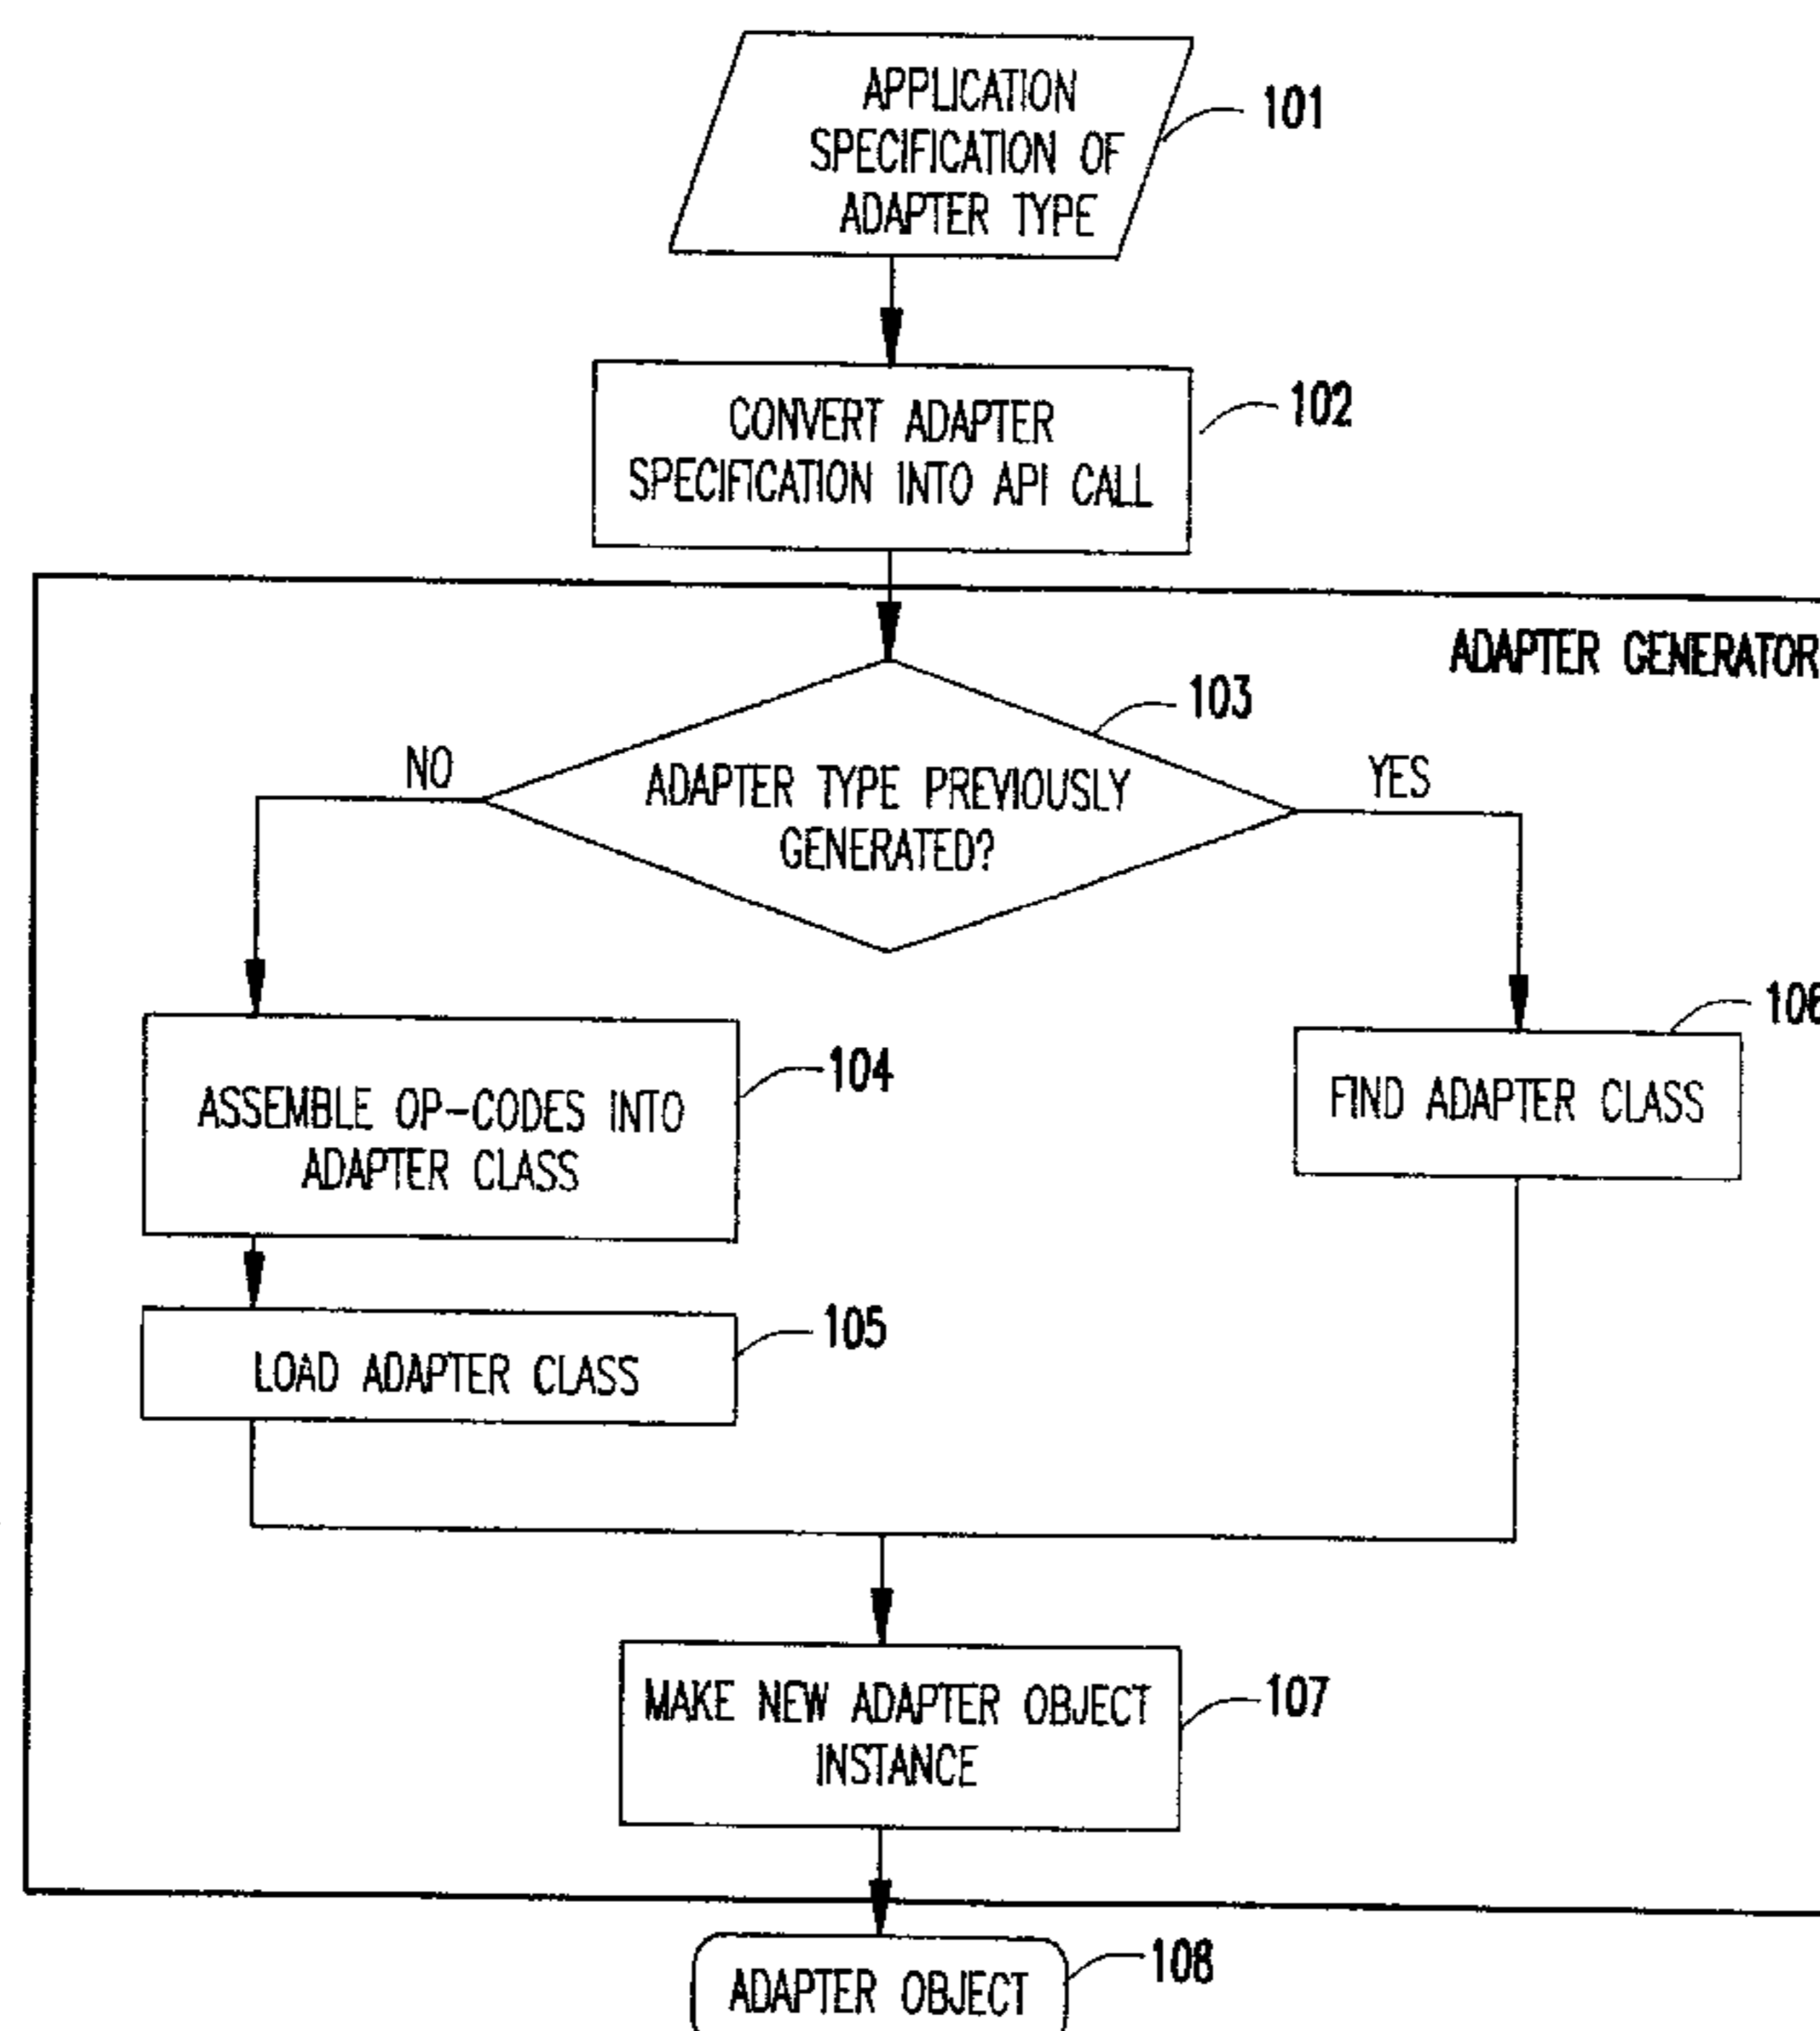 APPLICATION
SPECIFICATION OF
ADAPTER TYPE
101
CONVERT ADAPTER
SPECIFICATION INTO API CALL
102
ADAPTER GENERATOR
103
NO
YES
ADAPTER TYPE PREVIOUSLY
GENERATED?
104
ASSEMBLE OP-CODES INTO
ADAPTER CLASS
106
FIND ADAPTER CLASS
105
LOAD ADAPTER CLASS
107
MAKE NEW ADAPTER OBJECT
INSTANCE
108
ADAPTER OBJECT